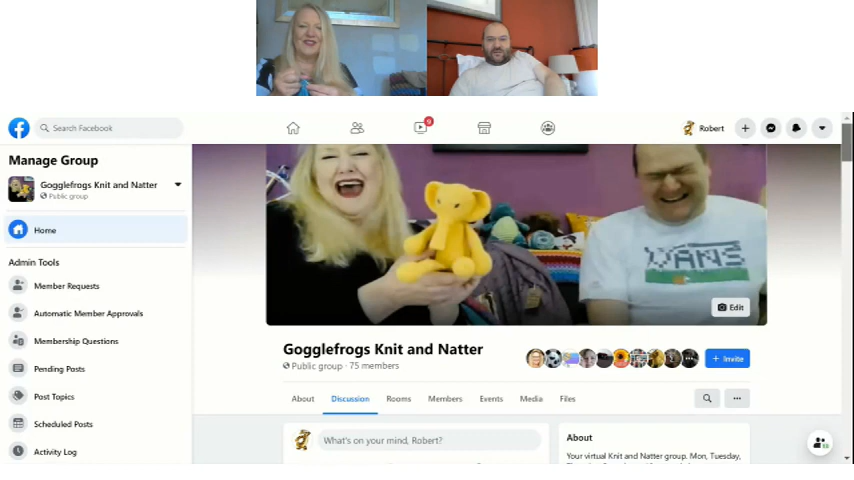 Search Facebook
9
Robert
Manage Group
Gogglefrogs Knit and Natter
Public group
Home
Admin Tools
Member Requests
Automatic Member Approvals
Membership Questions
Pending Posts
Post Topics
Scheduled Posts
Activity Log
VANS
Edit
Gogglefrogs Knit and Natter
Public group · 75 members
+ Invite
About
Discussion
Rooms
Members
Events
Media
Files
What's on your mind, Robert?
About
Your virtual Knit and Natter group. Mon, Tuesday,